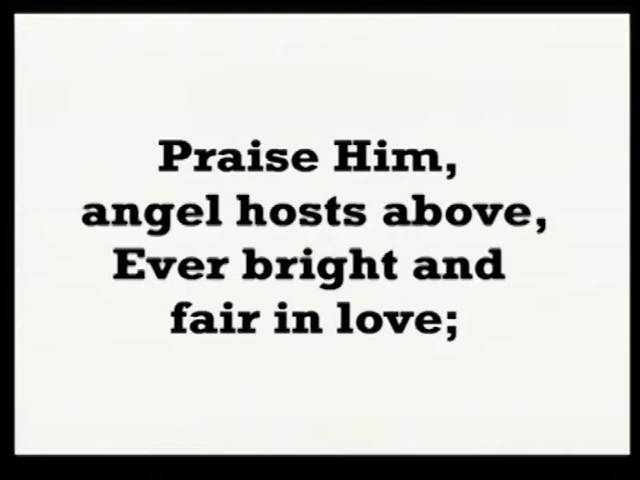 Praise Him,
angel hosts above,
Ever bright and
fair in love;